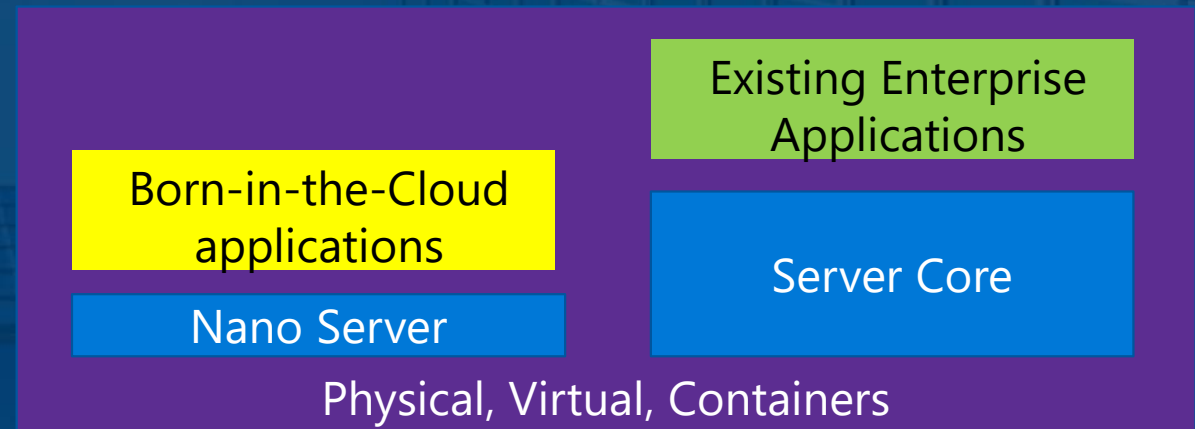 Existing Enterprise
Applications
Born-in-the-Cloud
applications
Server Core
Nano Server
Physical, Virtual, Containers